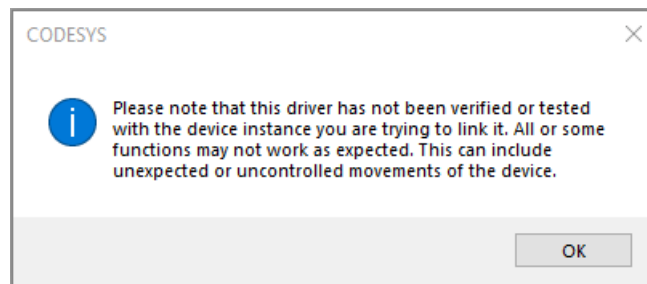 CODESYS
Please note that this driver has not been verified or tested
with the device instance you are trying to link it. All or some
functions may not work as expected. This can include
unexpected or uncontrolled movements of the device.
OK